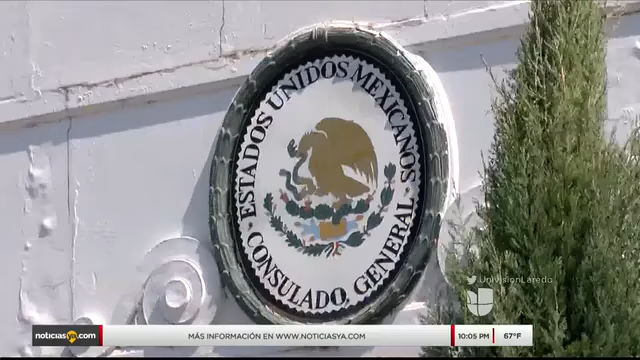 ESTADOS UNIDOS MEXICANOS
CONSULADO GENERAL
UnivisionLaredo
noticiasya.com
MÁS INFORMACIÓN EN WWW.NOTICIASYA.COM
10:05 PM
67°F